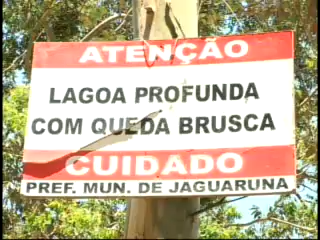 ATENÇÃO
LAGOA PROFUNDA
COM QUEDA BRUSCA
CUIDADO
PREF. MUN. DE JAGUARUNA